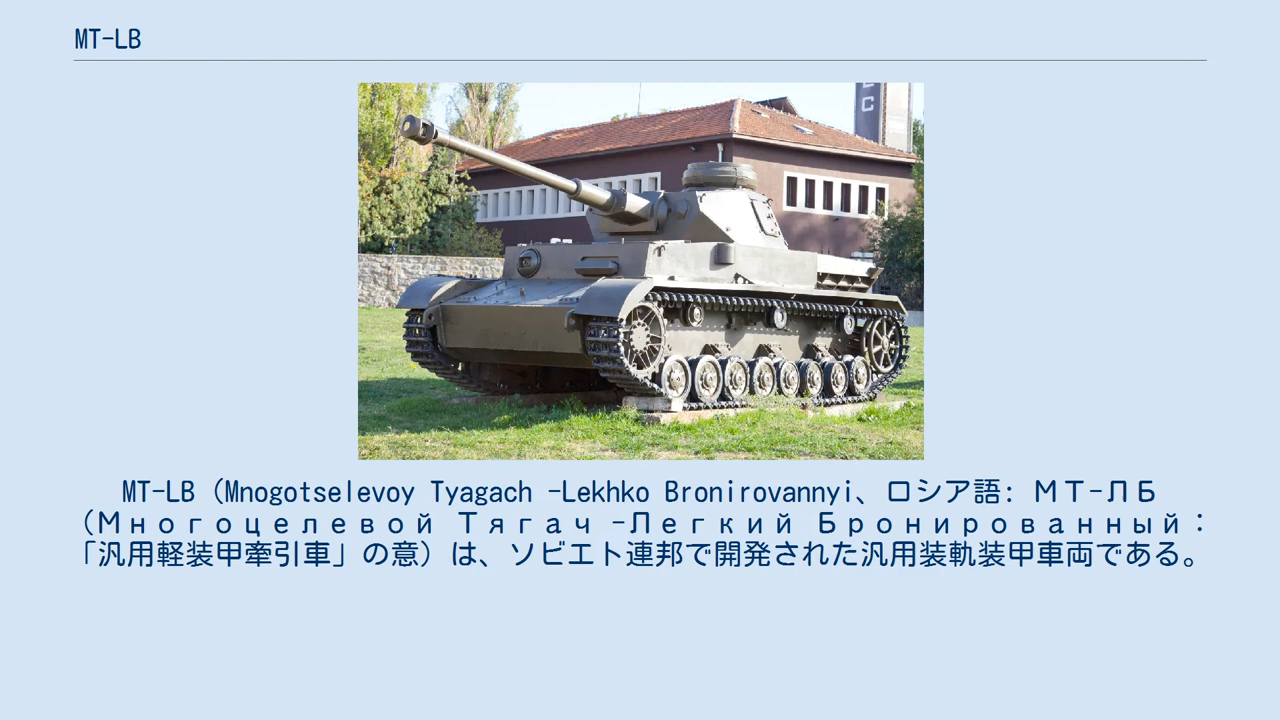 MT-LB
C
MT-LB（Mnogotselevoy Tyagach -Lekhko Bronirovannyi、ロシア語: МТ-ЛБ
（Многоцелевой Тягач -Легкий Бронированный：
「汎用軽装甲牽引車」の意）は、ソビエト連邦で開発された汎用装軌装甲車両である。